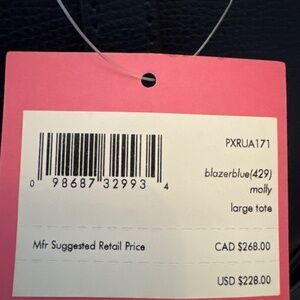 PXRUA171
blazerblue(429)
molly
large tote
0 98687 32993 4
Mfr Suggested Retail Price CAD $268.00
USD $228.00